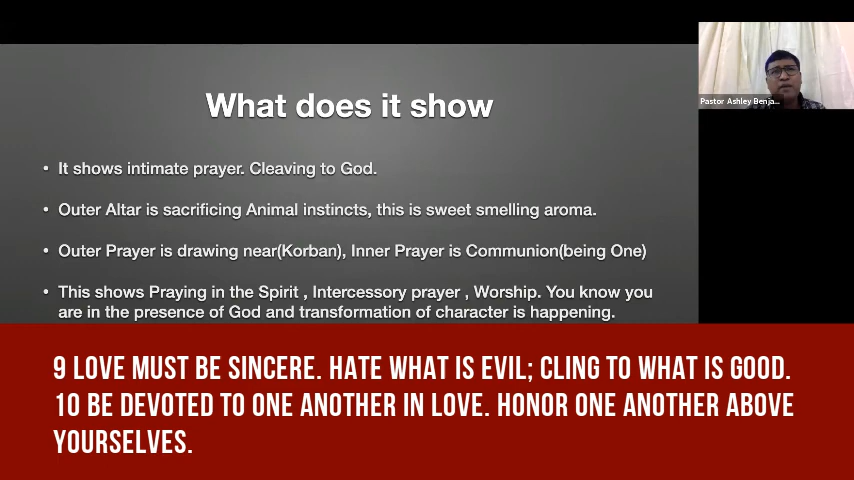 What does it show
• It shows intimate prayer. Cleaving to God.
• Outer Altar is sacrificing Animal instincts, this is sweet smelling aroma.
• Outer Prayer is drawing near(Korban), Inner Prayer is Communion(being One)
• This shows Praying in the Spirit , Intercessory prayer , Worship. You know you
are in the presence of God and transformation of character is happening.
Pastor Ashley Benja...
9 LOVE MUST BE SINCERE. HATE WHAT IS EVIL; CLING TO WHAT IS GOOD.
10 BE DEVOTED TO ONE ANOTHER IN LOVE. HONOR ONE ANOTHER ABOVE
YOURSELVES.